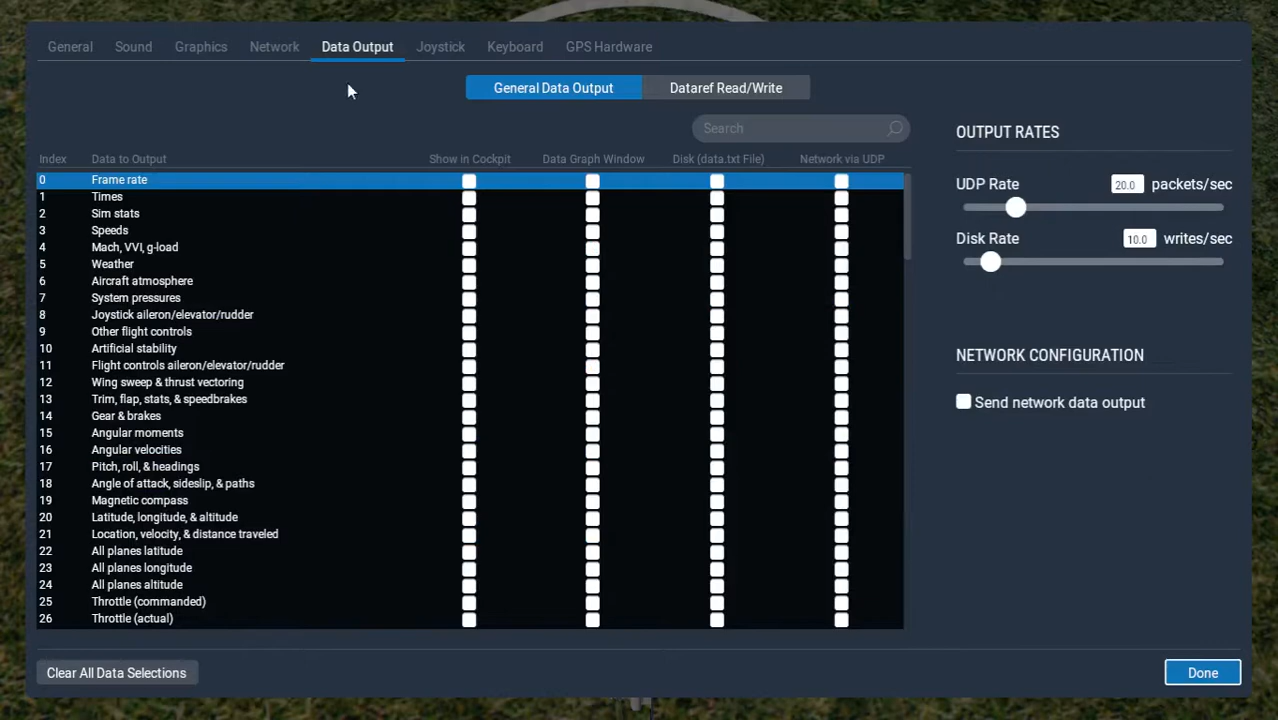 General Sound Graphics Network Data Output Joystick Keyboard GPS Hardware
General Data Output Dataref Read/Write
Search
Index Data to Output Show in Cockpit Data Graph Window Disk (data.txt File) Network via UDP
0 Frame rate
1 Times
2 Sim stats
3 Speeds
4 Mach, VVI, g-load
5 Weather
6 Aircraft atmosphere
7 System pressures
8 Joystick aileron/elevator/rudder
9 Other flight controls
10 Artificial stability
11 Flight controls aileron/elevator/rudder
12 Wing sweep & thrust vectoring
13 Trim, flap, stats, & speedbrakes
14 Gear & brakes
15 Angular moments
16 Angular velocities
17 Pitch, roll, & headings
18 Angle of attack, sideslip, & paths
19 Magnetic compass
20 Latitude, longitude, & altitude
21 Location, velocity, & distance traveled
22 All planes latitude
23 All planes longitude
24 All planes altitude
25 Throttle (commanded)
26 Throttle (actual)
OUTPUT RATES
UDP Rate 20.0 packets/sec
Disk Rate 10.0 writes/sec
NETWORK CONFIGURATION
Send network data output
Clear All Data Selections
Done